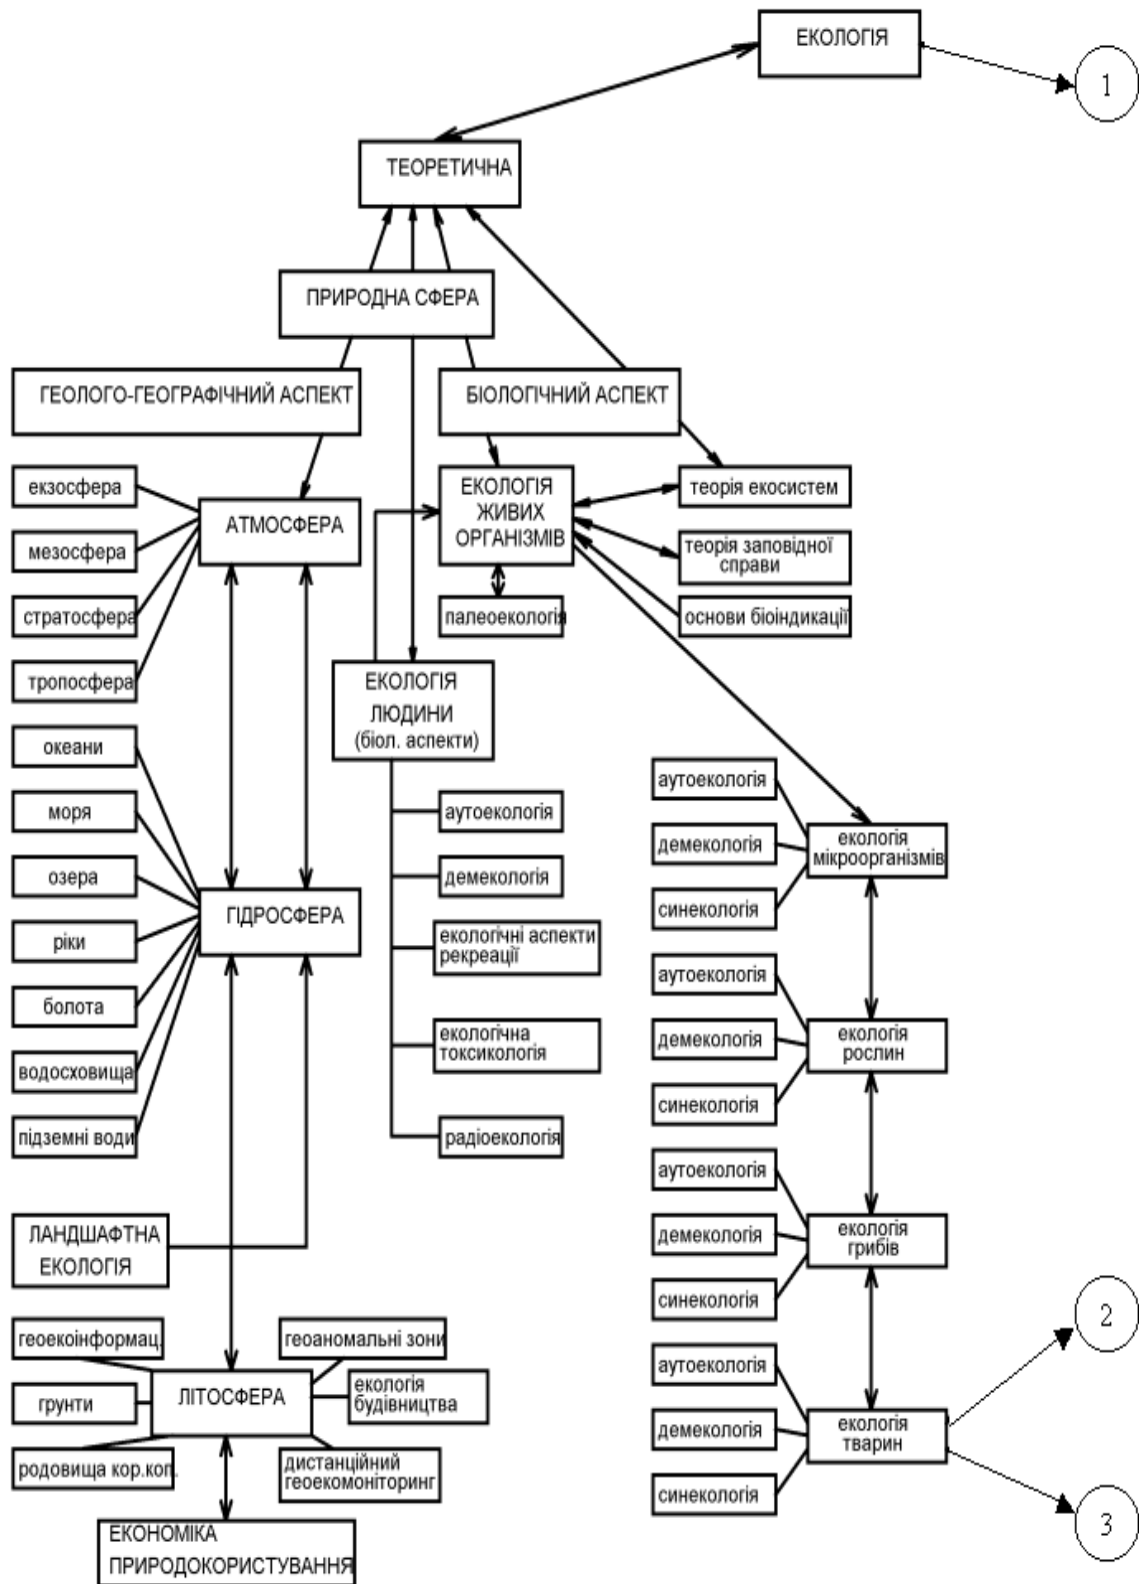 ЕКОЛОГІЯ
1
ТЕОРЕТИЧНА
ПРИРОДНА СФЕРА
ГЕОЛОГО-ГЕОГРАФІЧНИЙ АСПЕКТ
БІОЛОГІЧНИЙ АСПЕКТ
екзосфера
мезосфера
стратосфера
тропосфера
АТМОСФЕРА
ЕКОЛОГІЯ
ЖИВИХ
ОРГАНІЗМІВ
теорія екосистем
теорія заповідної
справи
основи біоіндикації
палеоекологія
ЕКОЛОГІЯ
ЛЮДИНИ
(біол. аспекти)
океани
моря
озера
ріки
болота
водосховища
підземні води
ГІДРОСФЕРА
аутоекологія
демекологія
екологічні аспекти
рекреації
екологічна
токсикологія
радіоекологія
аутоекологія
демекологія
синекологія
екологія
мікроорганізмів
аутоекологія
демекологія
синекологія
екологія
рослин
аутоекологія
демекологія
синекологія
екологія
грибів
аутоекологія
демекологія
синекологія
екологія
тварин
2
3
ЛАНДШАФТНА
ЕКОЛОГІЯ
геоекоінформац.
грунти
родовища кор.коп.
ЛІТОСФЕРА
геоаномальні зони
екологія
будівництва
дистанційний
геоекомоніторинг
ЕКОНОМІКА
ПРИРОДОКОРИСТУВАННЯ